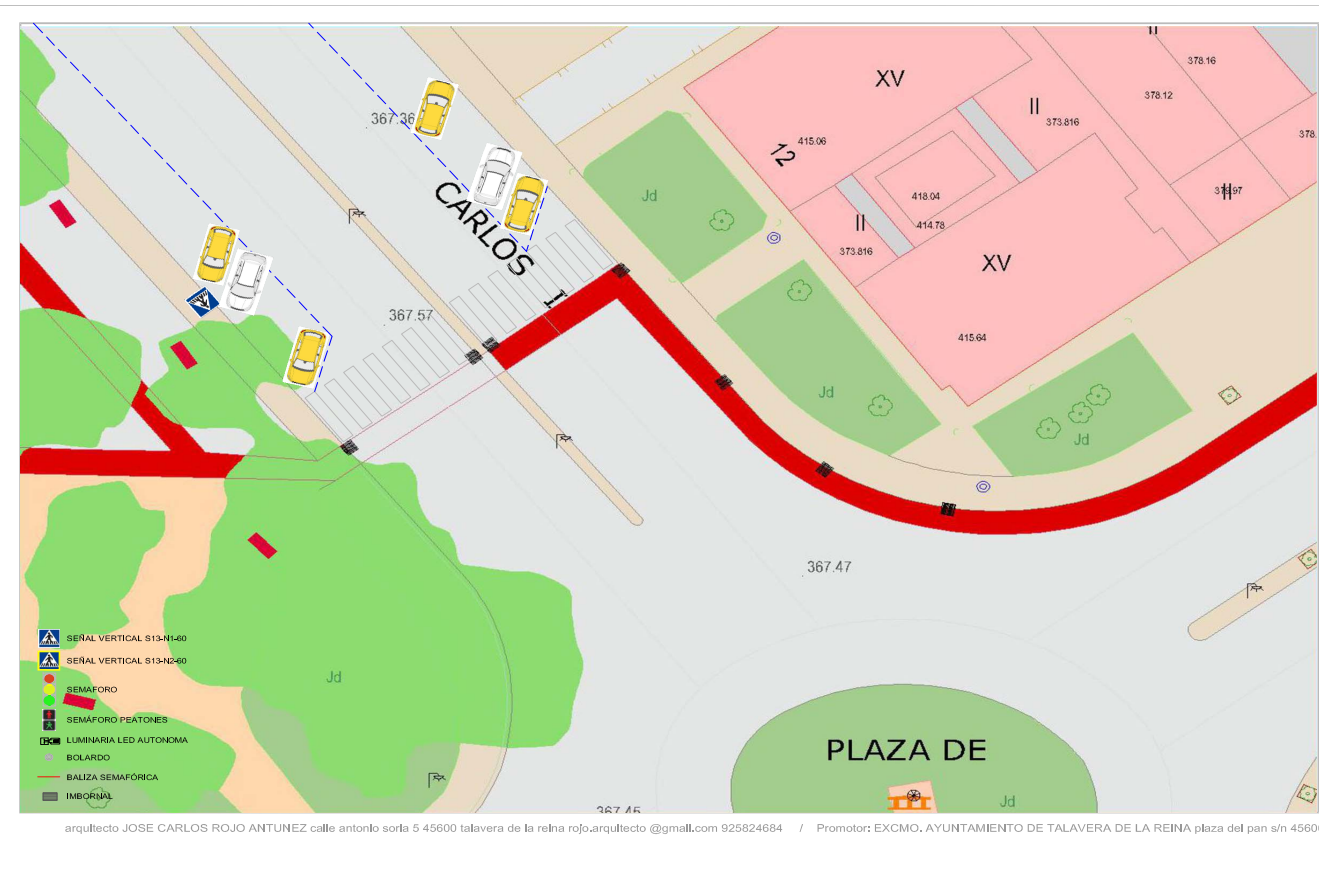 II
378.16
XV
378.12
II
373.816
367.36
378.
415.06
12
Jd
418.04
414.78
II
373.816
CARLOS I
XV
367.57
415.64
Jd
Jd
367.47
SEÑAL VERTICAL S13-N1-60
SEÑAL VERTICAL S13-N2-60
Jd
SEMAFORO
SEMÁFORO PEATONES
LUMINARIA LED AUTONOMA
PLAZA DE
BOLARDO
BALIZA SEMAFÓRICA
IMBORNAL
Jd
367.45
arquitecto JOSE CARLOS ROJO ANTUNEZ calle antonio soria 5 45600 talavera de la reina rojo.arquitecto @gmail.com 925824684 / Promotor: EXCMO. AYUNTAMIENTO DE TALAVERA DE LA REINA plaza del pan s/n 4560